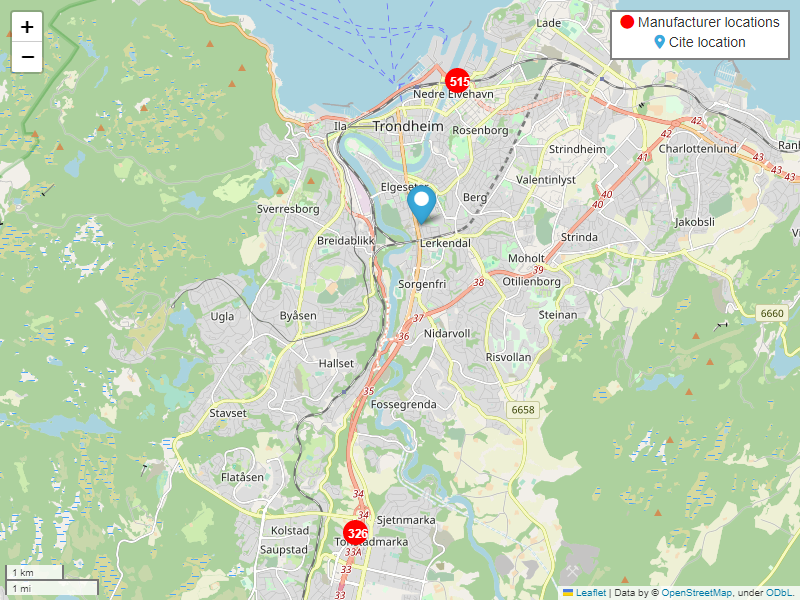 +
−
Manufacturer locations
Cite location
Lade
515
Nedre Elvehavn
Ila
Trondheim
Rosenborg
42
42
41
Ranh
Strindheim
Charlottenlund
43
43
Elgeseter
Valentinlyst
Berg
40
40
Sverresborg
Jakobsli
Breidablikk
Lerkendal
Strinda
Moholt
39
Sorgenfri
38
Otilienborg
6660
Ugla
Byåsen
37
Steinan
36
Nidarvoll
Risvollan
Hallset
35
Fossegrenda
Stavset
6658
Flatåsen
34
34
Sjetnmarka
Kolstad
326
Saupstad
33A
33
1 km
1 mi
Leaflet | Data by © OpenStreetMap, under ODbL.